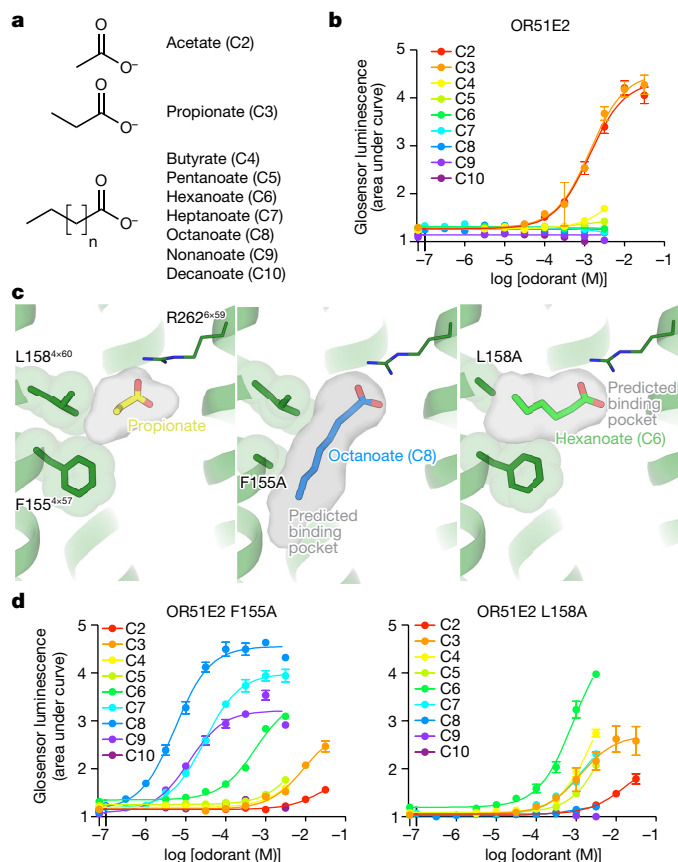 a
O
O−
Acetate (C2)
O
O−
Propionate (C3)
O
O−
n
Butyrate (C4)
Pentanoate (C5)
Hexanoate (C6)
Heptanoate (C7)
Octanoate (C8)
Nonanoate (C9)
Decanoate (C10)
b
OR51E2
Glosensor luminescence
(area under curve)
5
4
3
2
1
C2
C3
C4
C5
C6
C7
C8
C9
C10
−7 −6 −5 −4 −3 −2 −1
log [odorant (M)]
c
R2626×59
L1584×60
Propionate
F1554×57
Octanoate (C8)
F155A
Predicted
binding
pocket
L158A
Predicted
binding
pocket
Hexanoate (C6)
d
OR51E2 F155A
Glosensor luminescence
(area under curve)
5
4
3
2
1
C2
C3
C4
C5
C6
C7
C8
C9
C10
−7 −6 −5 −4 −3 −2 −1
log [odorant (M)]
OR51E2 L158A
5
4
3
2
1
C2
C3
C4
C5
C6
C7
C8
C9
C10
−7 −6 −5 −4 −3 −2 −1
log [odorant (M)]